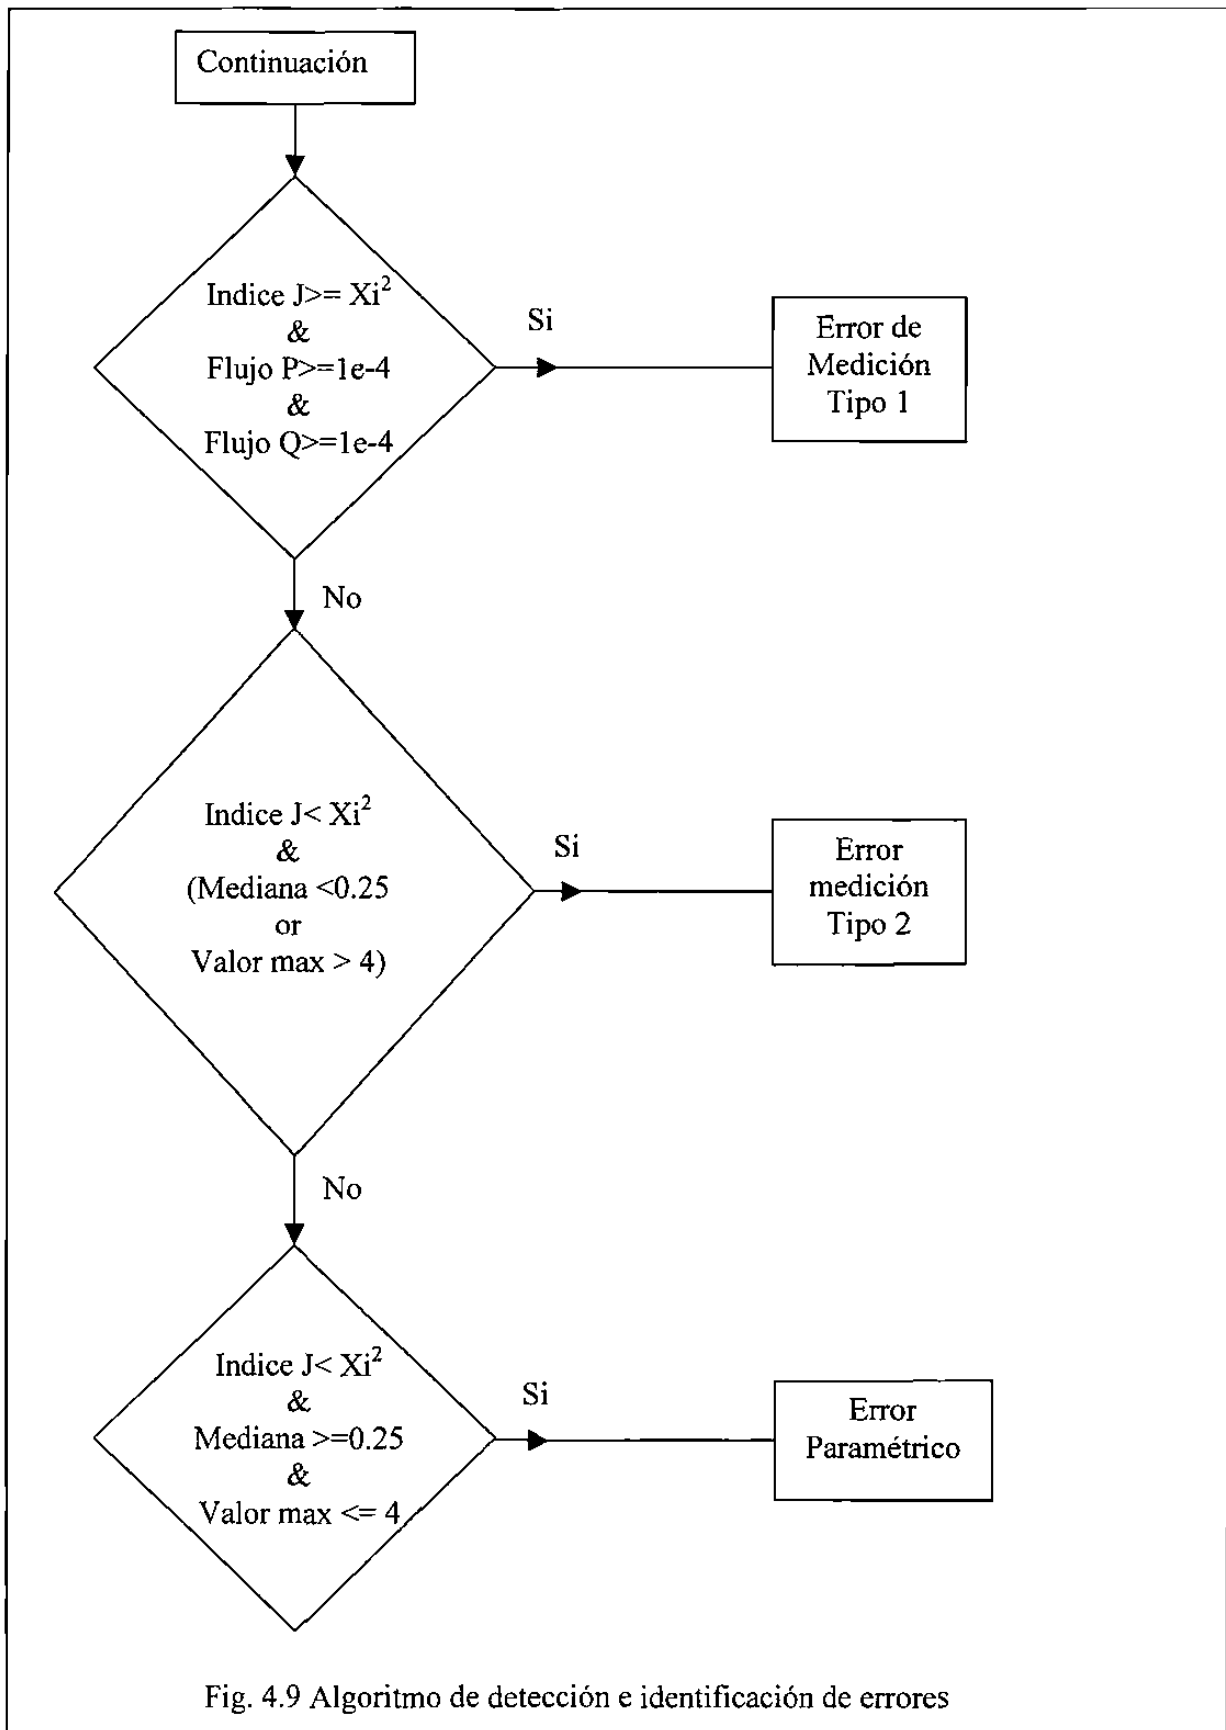 Continuación
Indice J>= Xi²
&
Flujo P>=1e-4
&
Flujo Q>=1e-4
Si
Error de
Medición
Tipo 1
No
Indice J< Xi²
&
(Mediana <0.25
or
Valor max > 4)
Si
Error
medición
Tipo 2
No
Indice J< Xi²
&
Mediana >=0.25
&
Valor max <= 4
Si
Error
Paramétrico
Fig. 4.9 Algoritmo de detección e identificación de errores